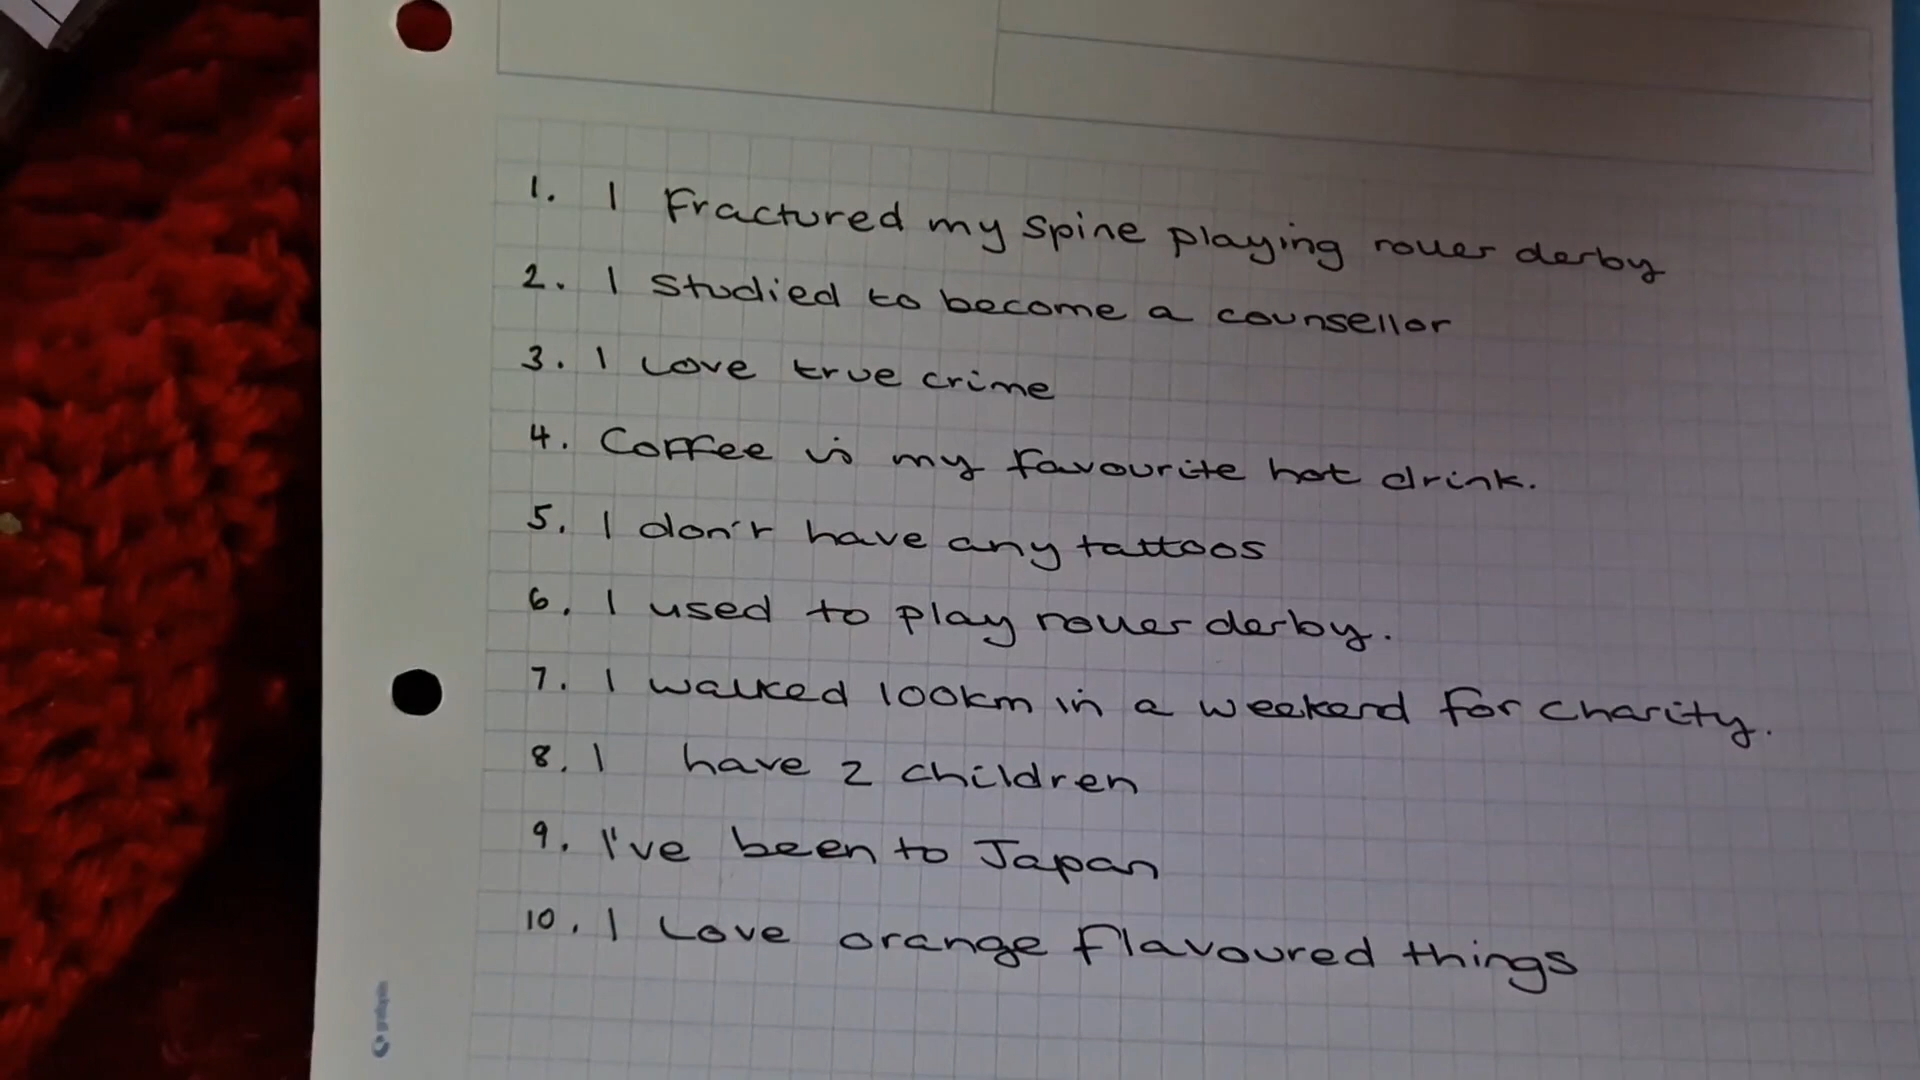 1. I Fractured my spine playing roller derby
2. I studied to become a counsellor
3. I love true crime
4. Coffee is my favourite hot drink.
5. I don't have any tattoos
6. I used to play roller derby.
7. I walked 100km in a weekend for charity.
8. I have 2 children
9. I've been to Japan
10. I love orange flavoured things